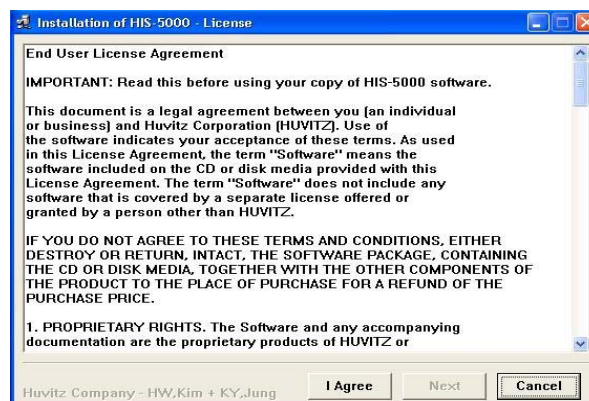 Installation of HIS-5000 - License
End User License Agreement
IMPORTANT: Read this before using your copy of HIS-5000 software.
This document is a legal agreement between you (an individual
or business) and Huvitz Corporation (HUVITZ). Use of
the software indicates your acceptance of these terms. As used
in this License Agreement, the term "Software" means the
software included on the CD or disk media provided with this
License Agreement. The term "Software" does not include any
software that is covered by a separate license offered or
granted by a person other than HUVITZ.
IF YOU DO NOT AGREE TO THESE TERMS AND CONDITIONS, EITHER
DESTROY OR RETURN, INTACT, THE SOFTWARE PACKAGE, CONTAINING
THE CD OR DISK MEDIA, TOGETHER WITH THE OTHER COMPONENTS OF
THE PRODUCT TO THE PLACE OF PURCHASE FOR A REFUND OF THE
PURCHASE PRICE.
1. PROPRIETARY RIGHTS. The Software and any accompanying
documentation are the proprietary products of HUVITZ or
Huvitz Company - HW,Kim + KY,Jung
I Agree
Next
Cancel